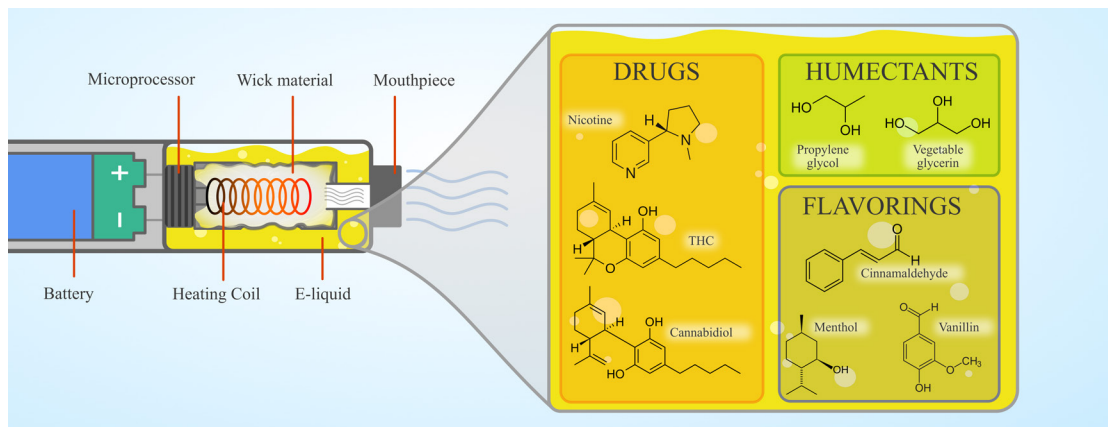 Microprocessor
Wick material
Mouthpiece
+
−
Battery
Heating Coil
E-liquid
DRUGS
Nicotine
H
N
N
THC
OH
H
H
O
Cannabidiol
OH
H
H
HO
HUMECTANTS
HO
OH
Propylene
glycol
OH
HO
OH
Vegetable
glycerin
FLAVORINGS
O
H
Cinnamaldehyde
Menthol
OH
Vanillin
O
H
O
CH3
OH